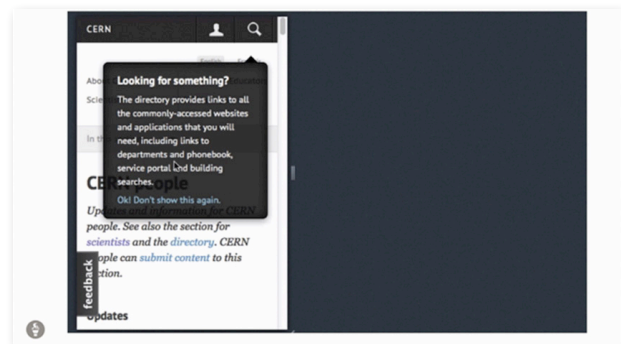 CERN
Looking for something?
The directory provides links to all
the commonly-accessed websites
and applications that you will
need, including links to
departments and phonebook,
service portal and building
searches.
Ok! Don't show this again.
CERN people
Updates and information for CERN
people. See also the section for
scientists and the directory. CERN
people can submit content to this
feedback
Updates